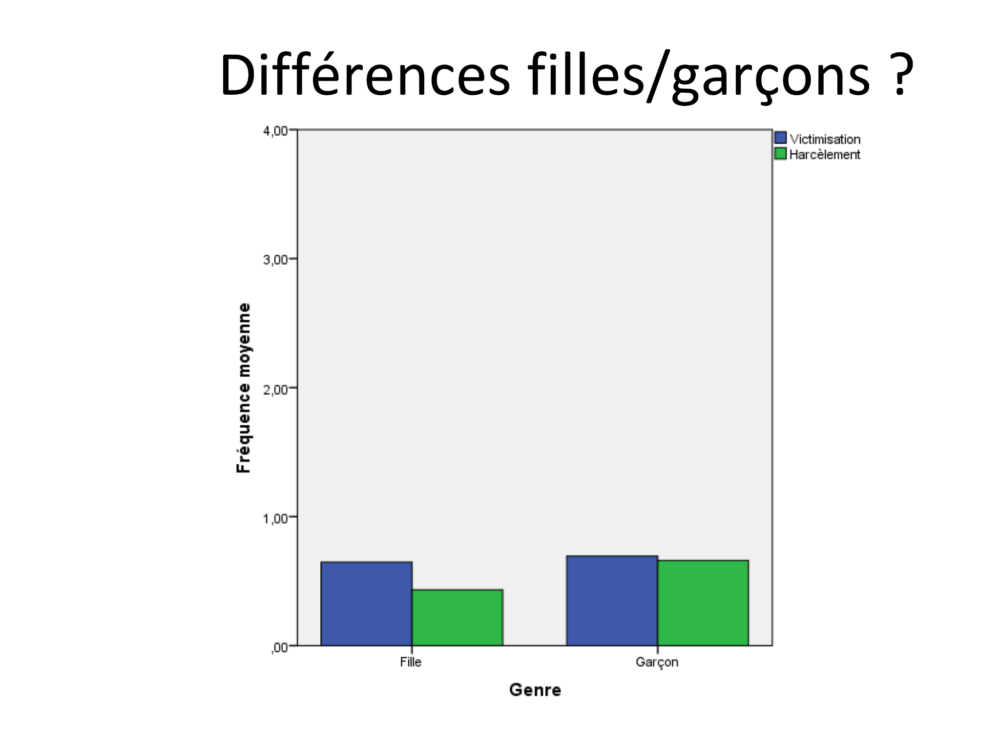 Différences filles/garçons ?
4,00
3,00
2,00
1,00
,00
Fréquence moyenne
Victimisation
Harcèlement
Fille
Garçon
Genre